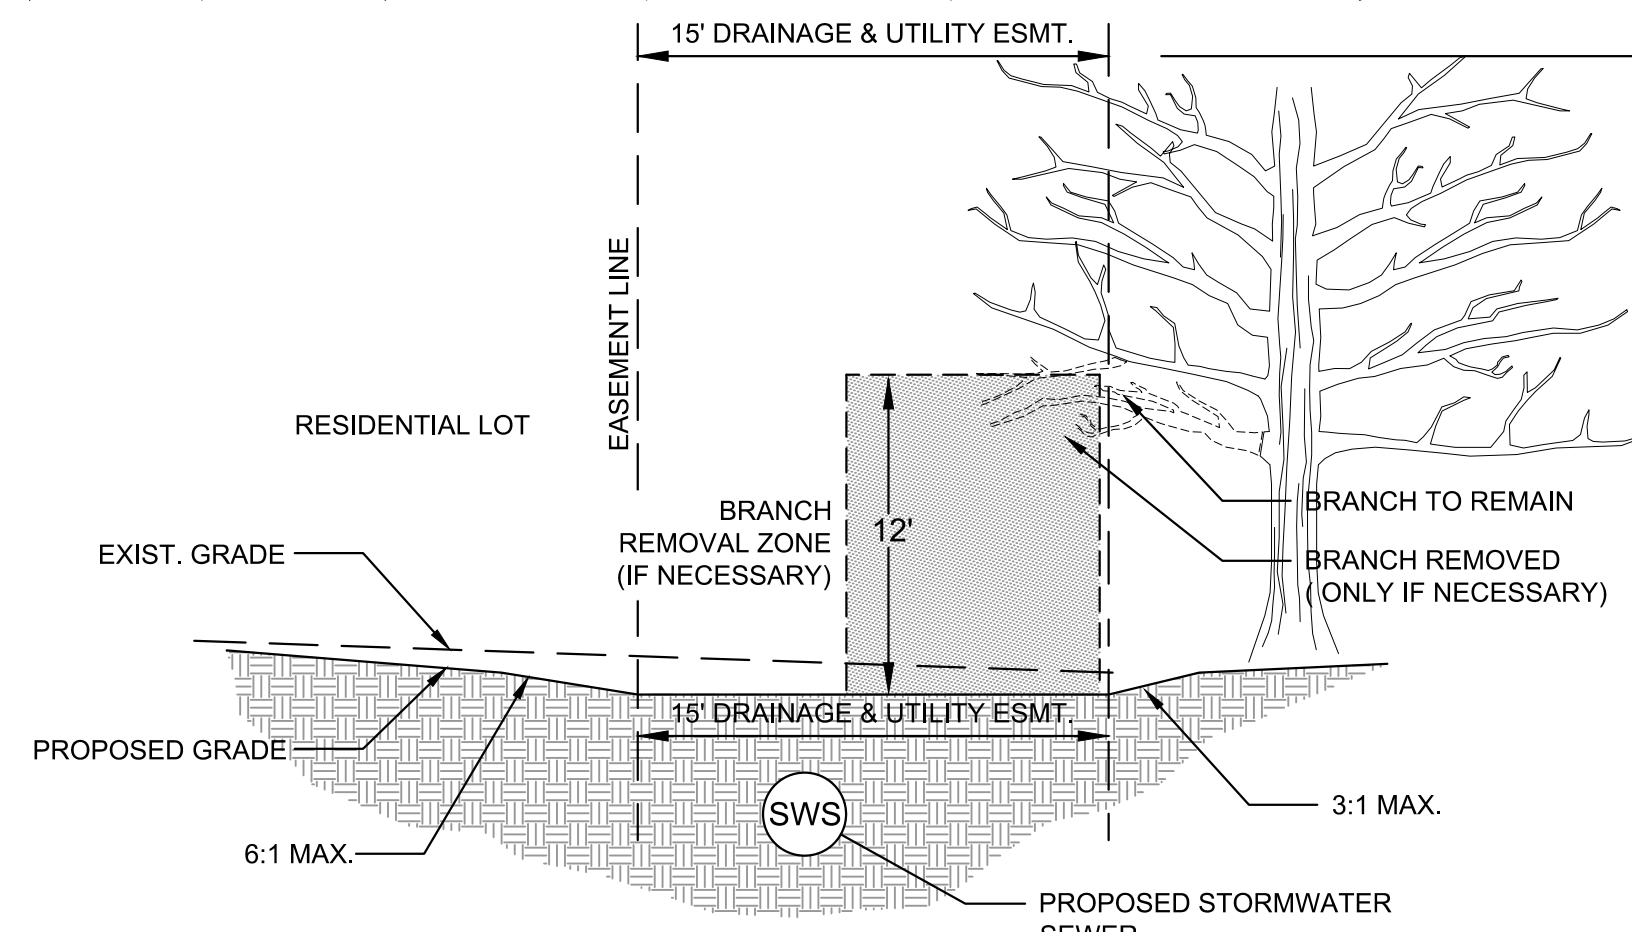 15' DRAINAGE & UTILITY ESMT.
EASEMENT LINE
RESIDENTIAL LOT
BRANCH
REMOVAL ZONE
(IF NECESSARY)
12'
BRANCH TO REMAIN
BRANCH REMOVED
( ONLY IF NECESSARY)
EXIST. GRADE
15' DRAINAGE & UTILITY ESMT.
PROPOSED GRADE
3:1 MAX.
SWS
6:1 MAX.
PROPOSED STORMWATER
SEWER